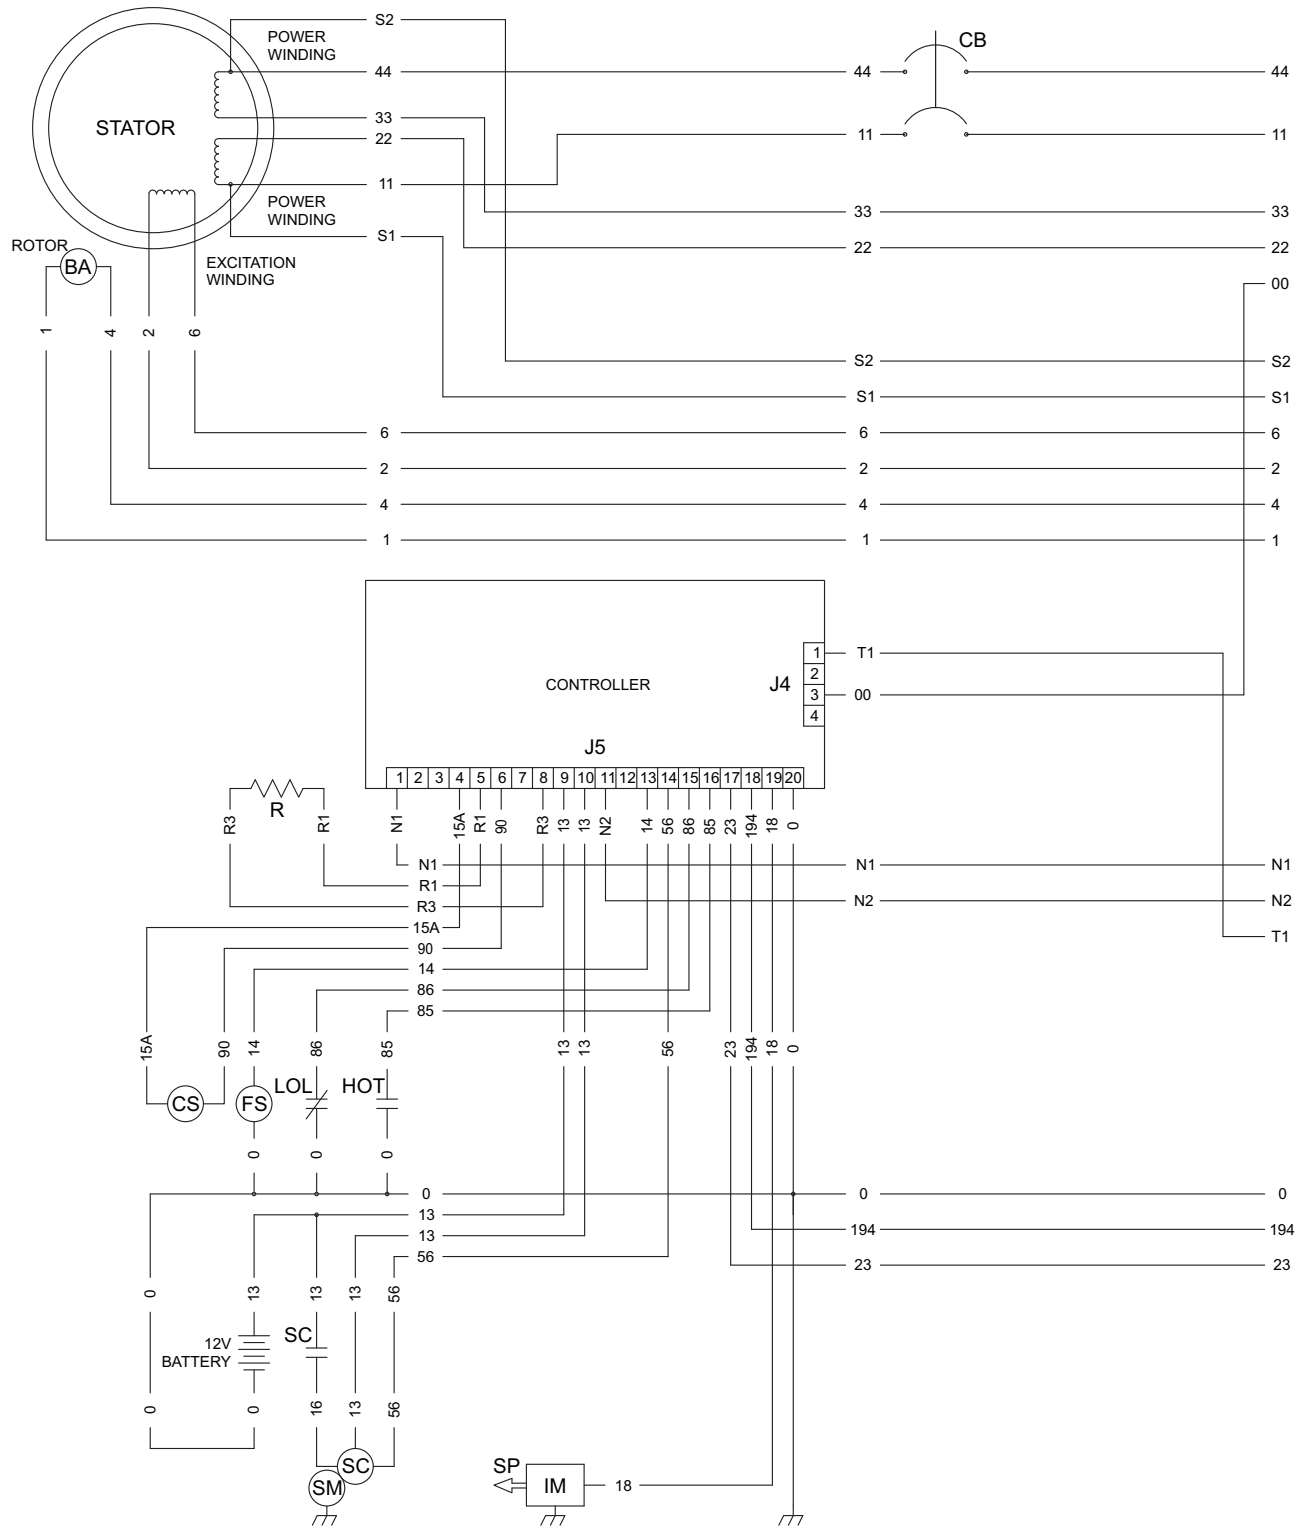 S2
POWER
WINDING
CB
44 44 44
STATOR
33
22
11 11
11
POWER
WINDING
33 33
S1
ROTOR
BA
22 22
EXCITATION
WINDING
00
1 4 2 6
S2 S2
S1 S1
6 6 6
2 2 2
4 4 4
1 1 1
CONTROLLER
J4
1 T1
2
3 00
4
J5
1 2 3 4 5 6 7 8 9 10 11 12 13 14 15 16 17 18 19 20
R
R3 R1 N1 15A R1 90 R3 13 13 N2 14 56 86 85 23 194 18 0
N1 N1 N1
R1
N2 N2
R3
15A
T1
90
14
86
85
15A 90 14 86 85 13 13 56 23 194 18 0
LOL HOT
CS FS
0 0 0
0 0 0
13
194 194
13
56
23 23
0 13 13 13 56
SC
12V
BATTERY
0 0 16 13 56
SC
SP
SM
IM 18